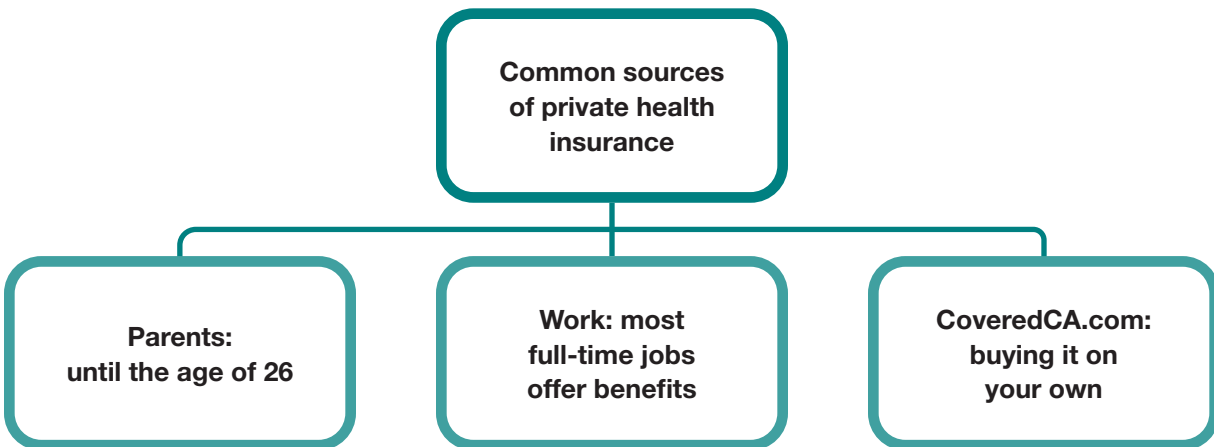 Common sources
of private health
insurance
Parents:
until the age of 26
Work: most
full-time jobs
offer benefits
CoveredCA.com:
buying it on
your own